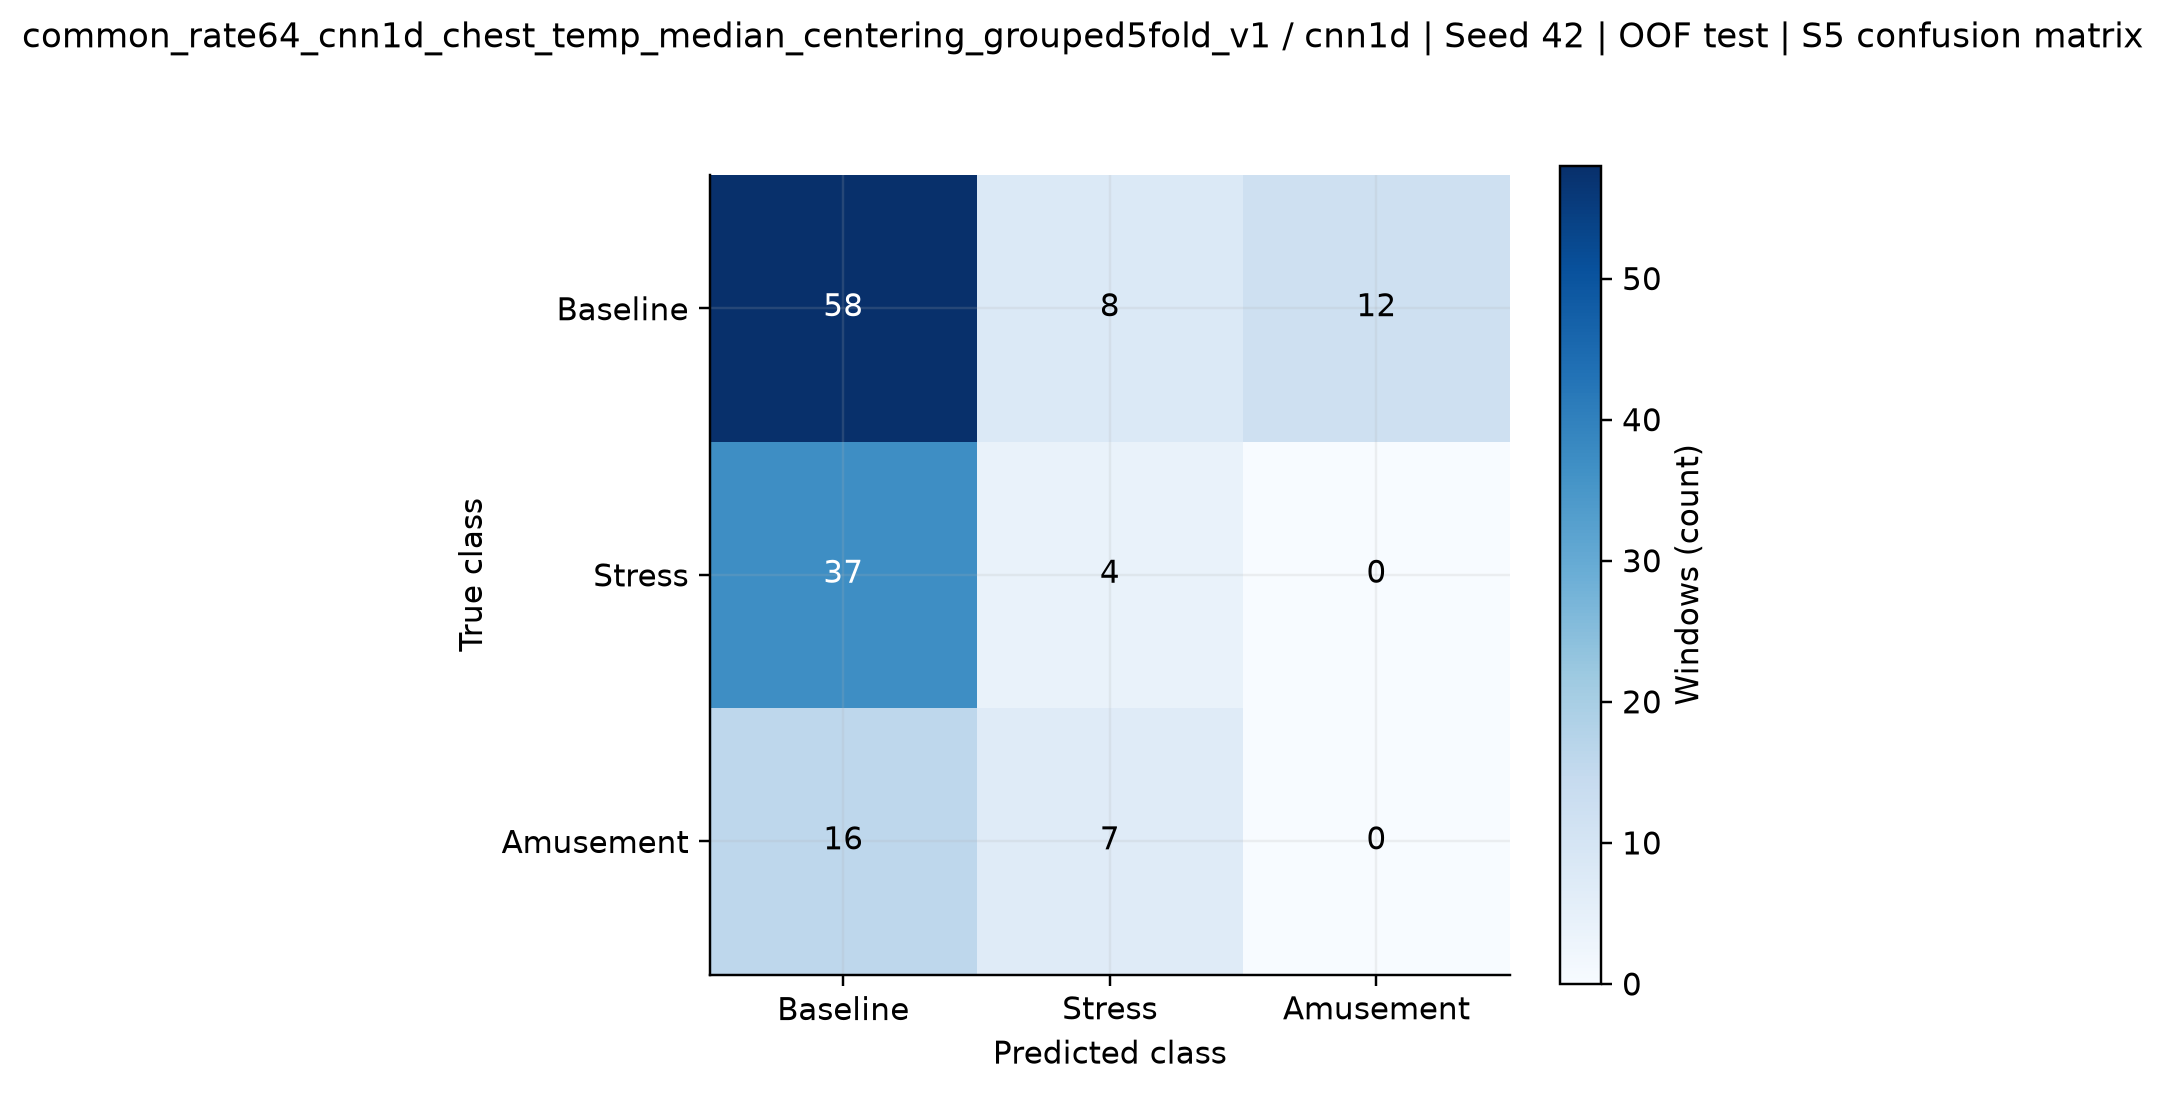 common_rate64_cnn1d_chest_temp_median_centering_grouped5fold_v1 / cnn1d | Seed 42 | OOF test | S5 confusion matrix
Baseline 58 8 12
Stress 37 4 0
Amusement 16 7 0
Baseline Stress Amusement
Predicted class
True class
50
40
30
20
10
0
Windows (count)